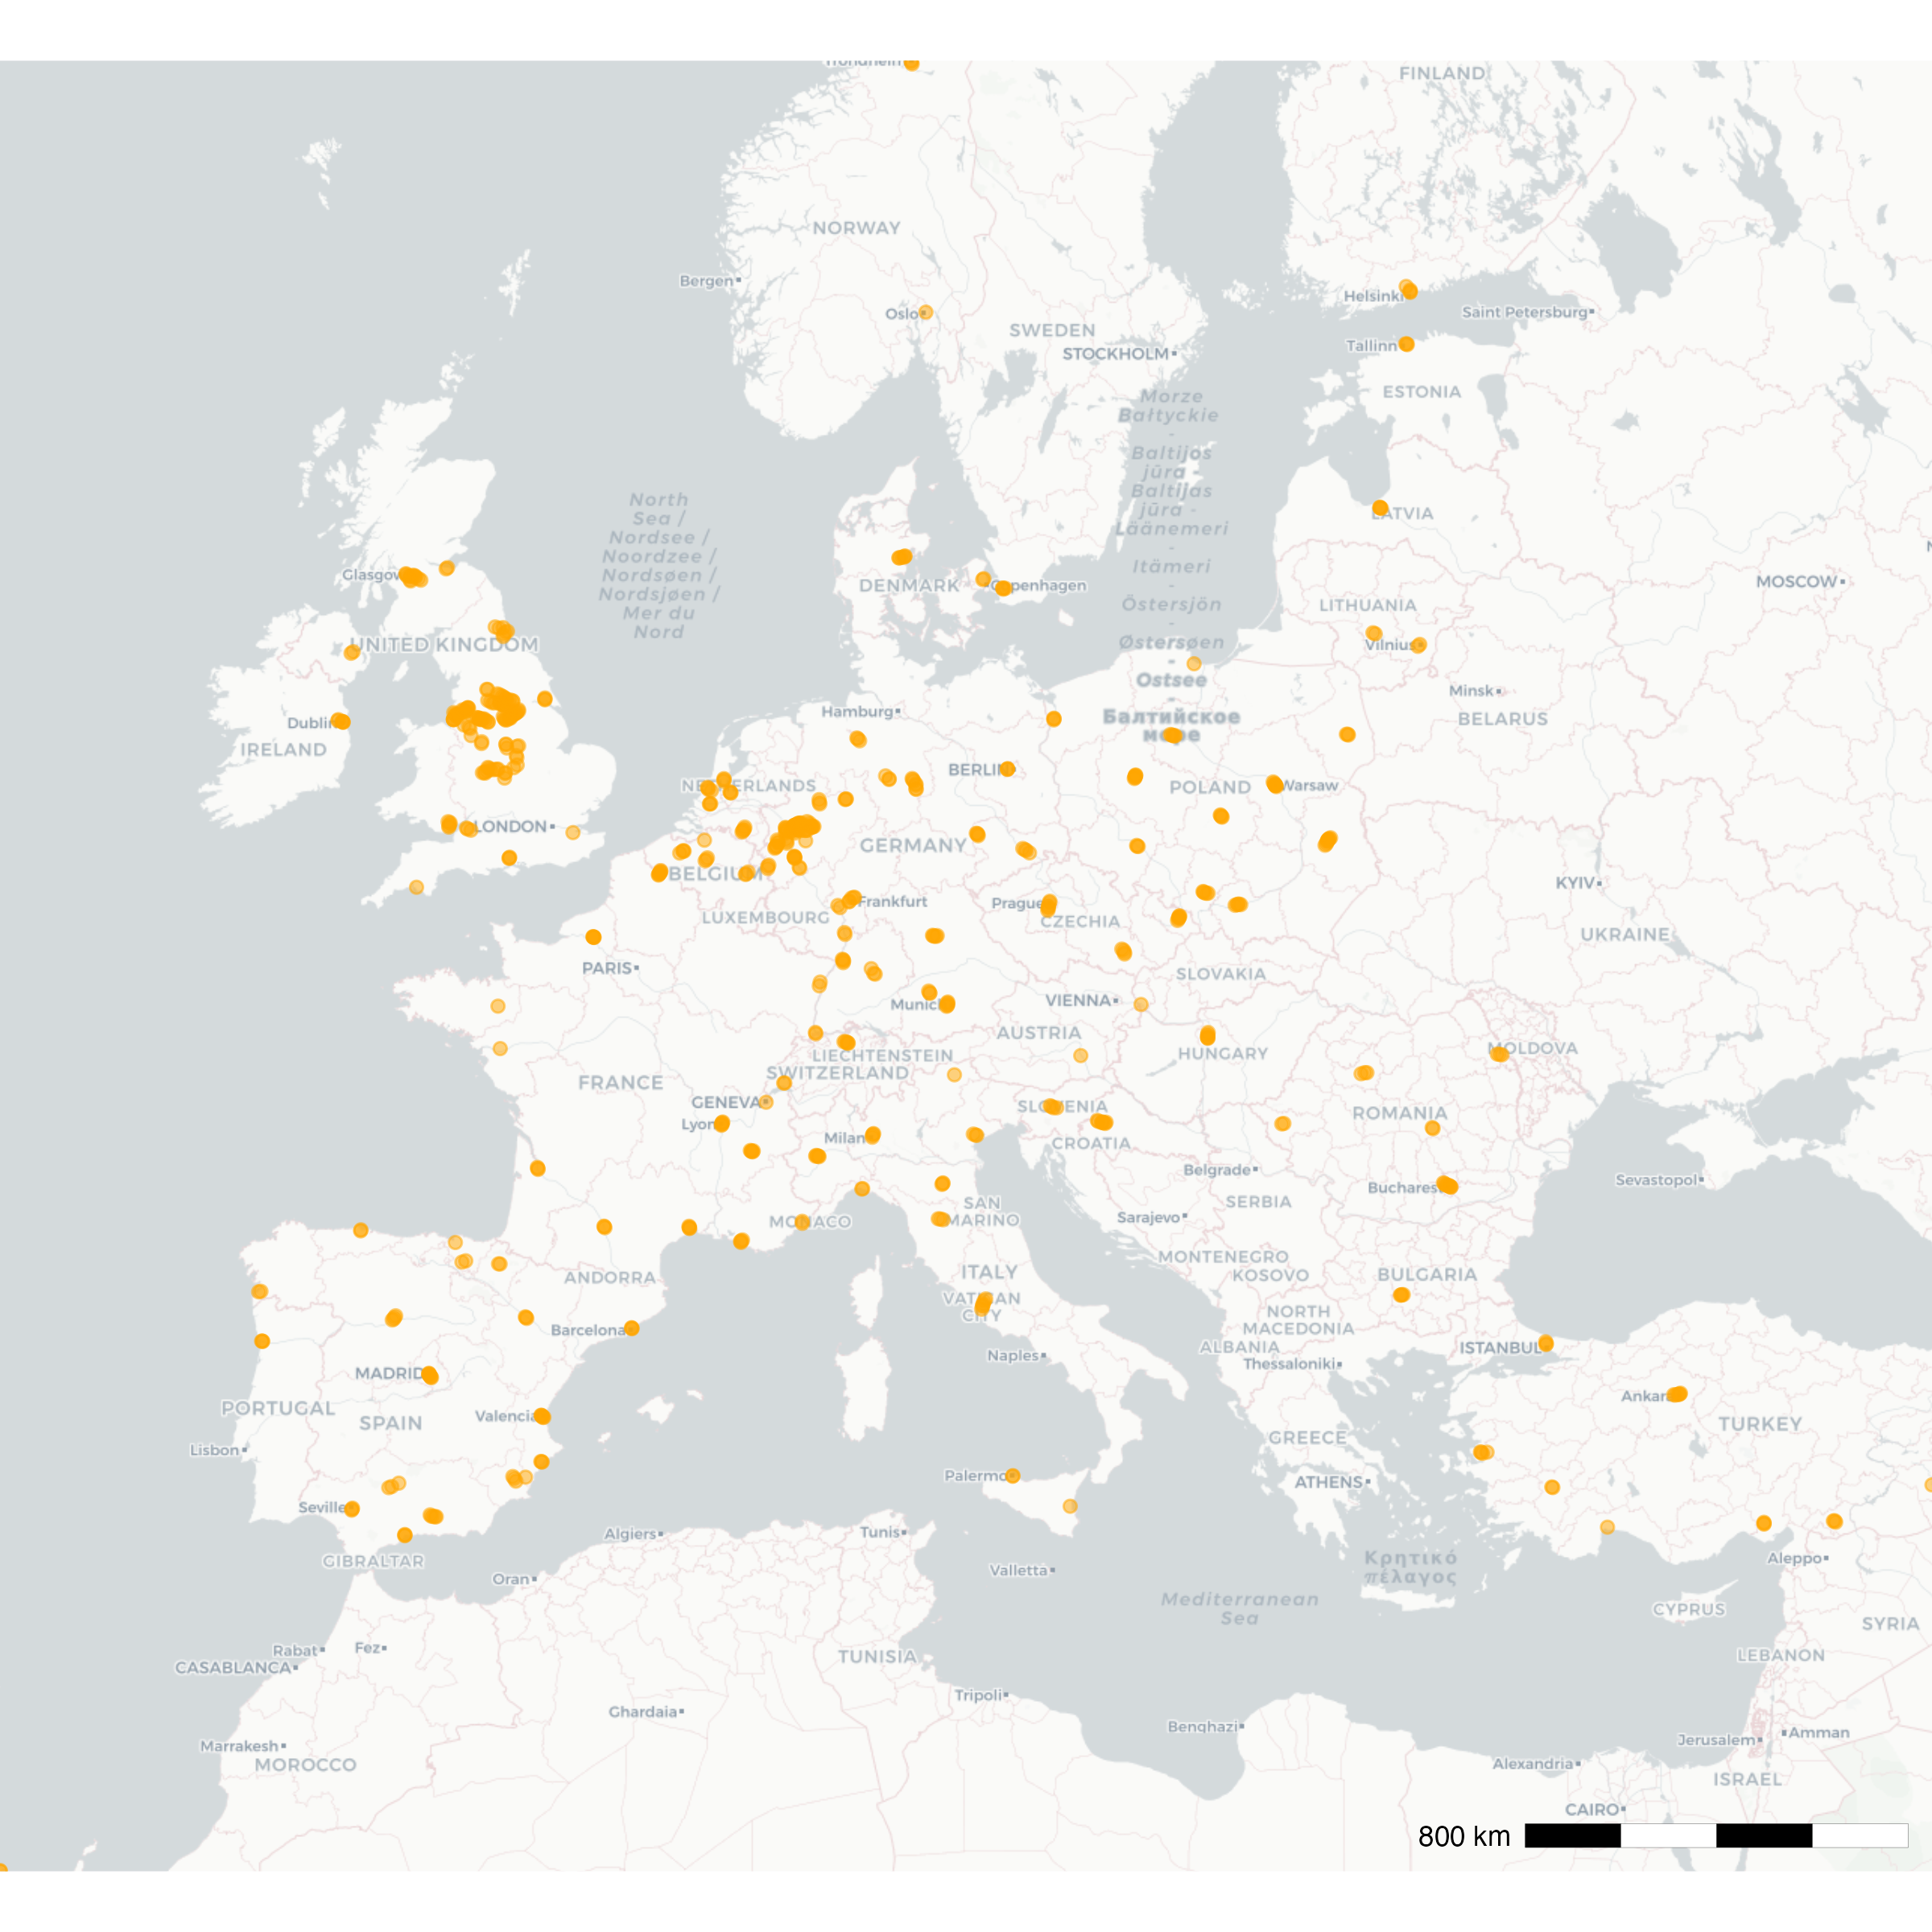 Trondheim
FINLAND
NORWAY
Bergen
Helsinki
Oslo
Saint Petersburg
SWEDEN
STOCKHOLM
Tallinn
ESTONIA
Morze
Bałtyckie
-
Baltijos
jūra -
Baltijas
jūra -
Läänemeri
-
Itämeri
-
Östersjön
-
Østersøen
-
Ostsee
-
Балтийское
море
North
Sea /
Nordsee /
Noordzee /
Nordsøen /
Nordsjøen /
Mer du
Nord
LATVIA
Glasgow
DENMARK
Copenhagen
MOSCOW
LITHUANIA
UNITED KINGDOM
Vilnius
Minsk
BELARUS
Hamburg
Dublin
IRELAND
BERLIN
NETHERLANDS
POLAND
Warsaw
LONDON
GERMANY
BELGIUM
KYIV
Frankfurt
Prague
LUXEMBOURG
CZECHIA
UKRAINE
PARIS
SLOVAKIA
Munich
VIENNA
AUSTRIA
MOLDOVA
LIECHTENSTEIN
HUNGARY
SWITZERLAND
FRANCE
GENEVA
SLOVENIA
ROMANIA
Lyon
Milan
CROATIA
Belgrade
Sevastopol
Bucharest
SAN
MARINO
SERBIA
MONACO
Sarajevo
MONTENEGRO
KOSOVO
ITALY
ANDORRA
BULGARIA
VATICAN
CITY
NORTH
MACEDONIA
Barcelona
ALBANIA
ISTANBUL
Naples
Thessaloniki
MADRID
Ankara
PORTUGAL
SPAIN
Valencia
TURKEY
GREECE
Lisbon
Palermo
ATHENS
Seville
Algiers
Tunis
GIBRALTAR
Κρητικό
πέλαγος
Aleppo
Oran
Valletta
Mediterranean
Sea
CYPRUS
SYRIA
Rabat
Fez
TUNISIA
LEBANON
CASABLANCA
Tripoli
Ghardaia
Benghazi
Amman
Jerusalem
Marrakesh
MOROCCO
Alexandria
ISRAEL
CAIRO
800 km